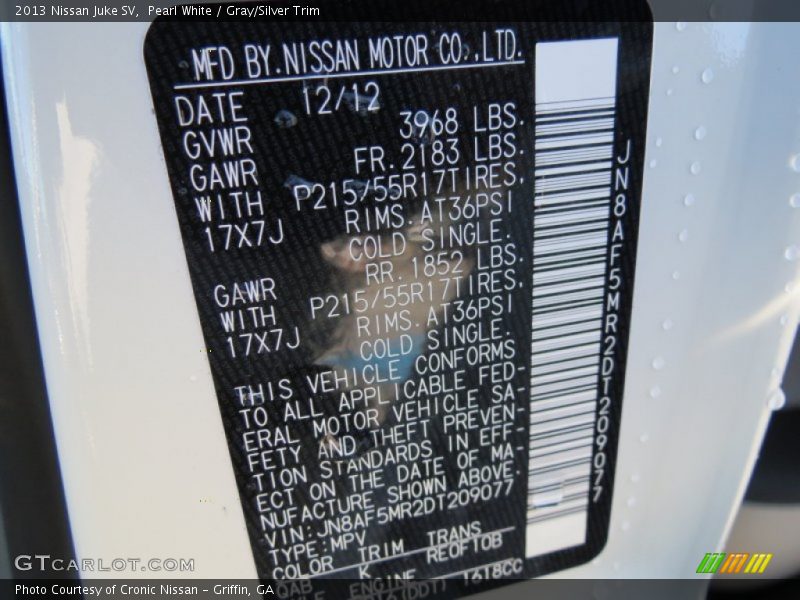 2013 Nissan Juke SV,  Pearl White / Gray/Silver Trim
MFD BY.NISSAN MOTOR CO.,LTD.
DATE 12/12
GVWR 3968 LBS.
GAWR FR.2183 LBS.
WITH P215/55R17TIRES.
17X7J RIMS.AT36PSI
COLD SINGLE.
GAWR RR.1852 LBS.
WITH P215/55R17TIRES.
17X7J RIMS.AT36PSI
COLD SINGLE.
THIS VEHICLE CONFORMS
TO ALL APPLICABLE FED-
ERAL MOTOR VEHICLE SA-
FETY AND THEFT PREVEN-
TION STANDARDS IN EFF-
ECT ON THE DATE OF MA-
NUFACTURE SHOWN ABOVE.
VIN:JN8AF5MR2DT209077
TYPE:MPV
COLOR TRIM TRANS
QAB K RE0F10B
ENGINE 1618CC
JN8AF5MR2DT209077
GTCARLOT.COM
Photo Courtesy of Cronic Nissan - Griffin, GA